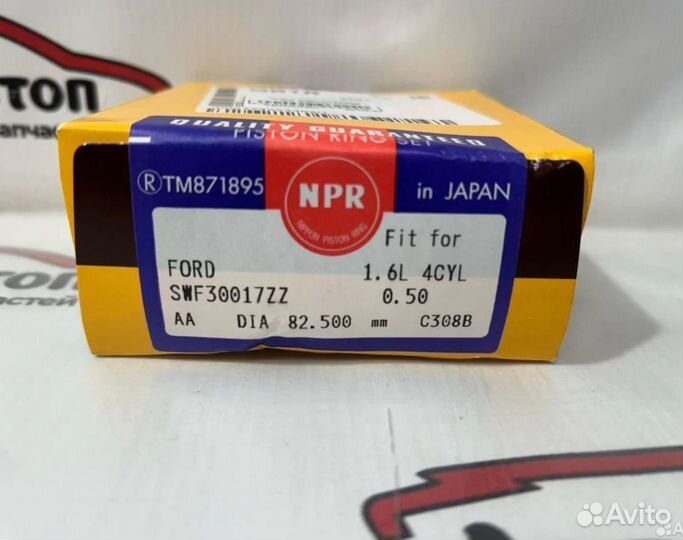 стоп
QUALITY GUARANTEED
PISTON RING SET
®TM871895
NPR
NIPPON PISTON RING
in JAPAN
Fit for
FORD 1.6L 4CYL
SWF30017ZZ 0.50
AA DIA 82.500 mm C308B
Avito